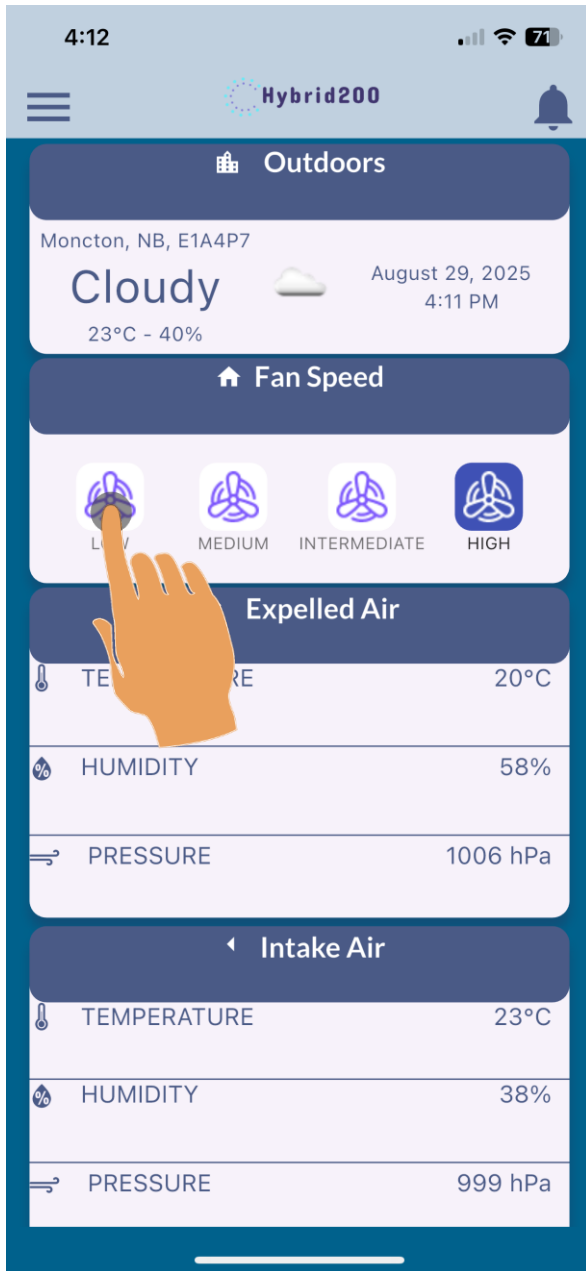 4:12
71
Hybrid200
Outdoors
Moncton, NB, E1A4P7
Cloudy
August 29, 2025
4:11 PM
23°C - 40%
Fan Speed
MEDIUM
INTERMEDIATE
HIGH
Expelled Air
20°C
HUMIDITY
58%
PRESSURE
1006 hPa
Intake Air
TEMPERATURE
23°C
HUMIDITY
38%
PRESSURE
999 hPa